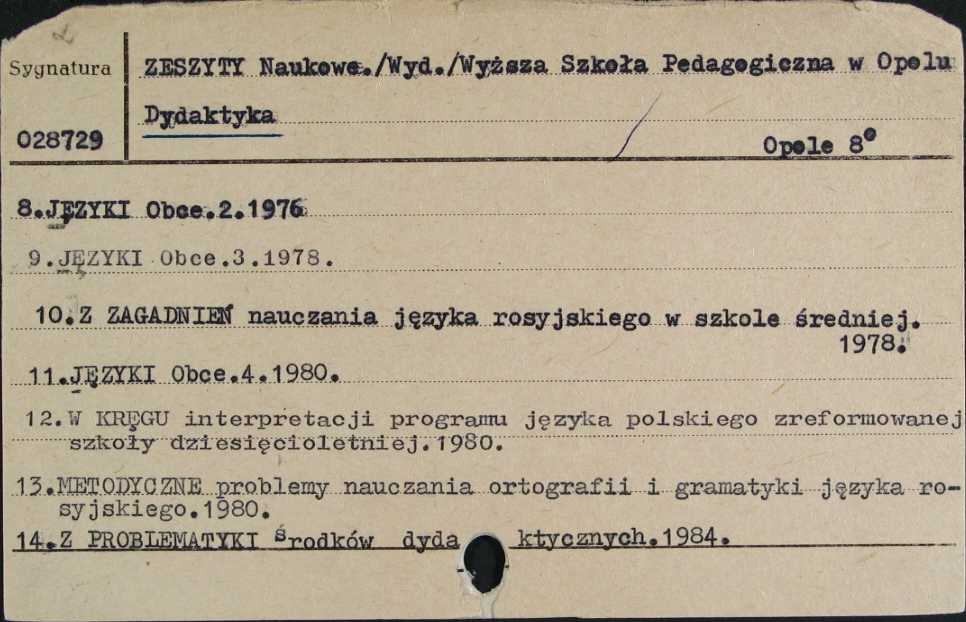 Sygnatura
ZESZYTY Naukowe./Wyd./Wyższa Szkoła Pedagogiczna w Opolu
Dydaktyka
028729
Opole 8°
8.JĘZYKI Obce.2.1976
9.JĘZYKI Obce.3.1978.
10.Z ZAGADNIEŃ nauczania języka rosyjskiego w szkole średniej.
1978.
11.JĘZYKI Obce.4.1980.
12.W KRĘGU interpretacji programu języka polskiego zreformowanej
szkoły dziesięcioletniej.1980.
13.METODYCZNE problemy nauczania ortografii i gramatyki języka ro-
syjskiego.1980.
14.Z PROBLEMATYKI środków dyda ktycznych.1984.